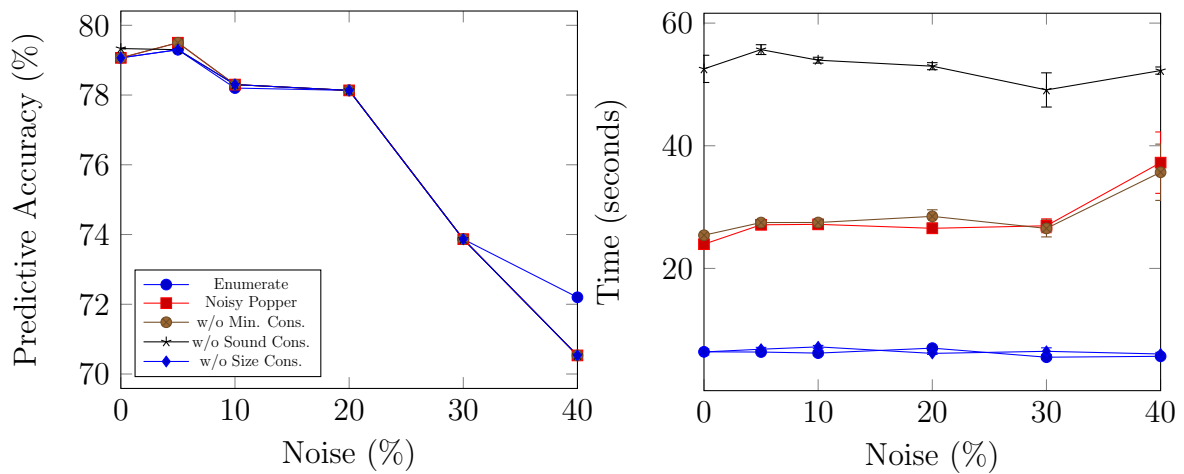 Predictive Accuracy (%)
80
78
76
74
72
70
0
10
20
30
40
Noise (%)
Enumerate
Noisy Popper
w/o Min. Cons.
w/o Sound Cons.
w/o Size Cons.
Time (seconds)
60
40
20
0
10
20
30
40
Noise (%)